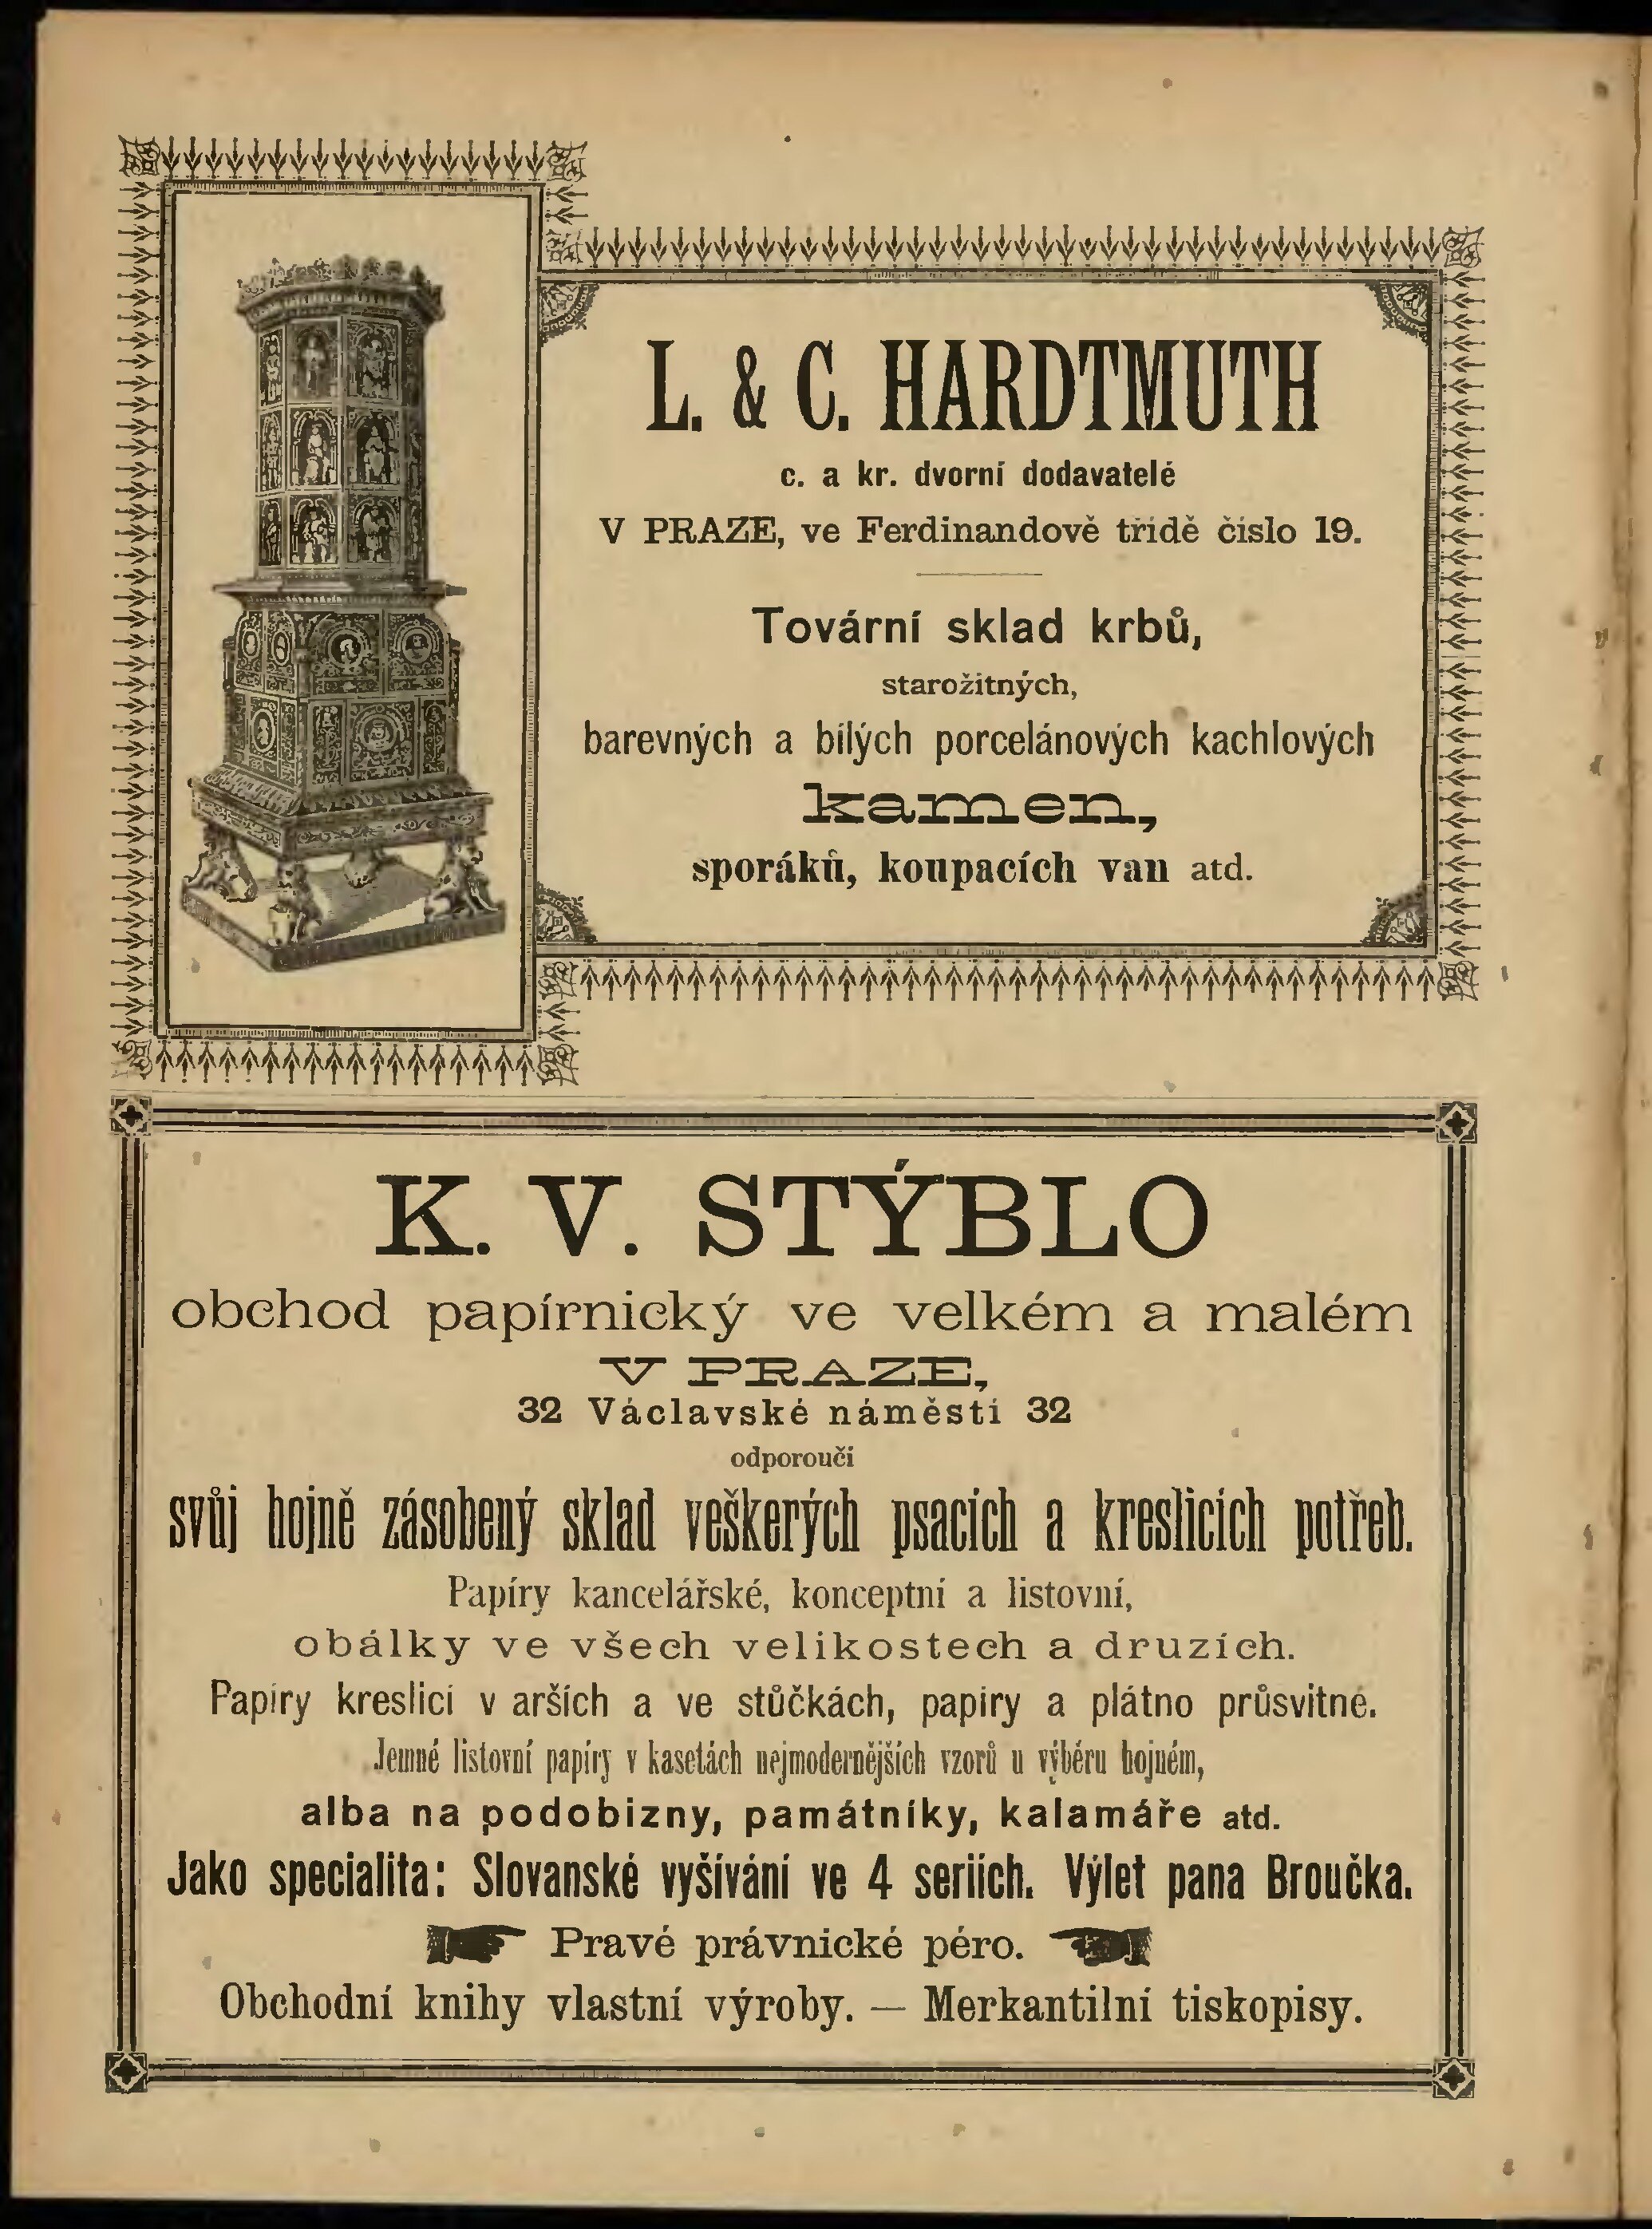 L. & C. HARDTMUTH
c. a kr. dvorní dodavatelé
V PRAZE, ve Ferdinandově třídě číslo 19.
Tovární sklad krbů,
starožitných,
barevných a bílých porcelánových kachlových
kamen,
sporáků, koupacích van atd.
K. V. STÝBLO
obchod papírnický ve velkém a malém
V PRAZE,
32 Václavské náměstí 32
odporoučí
svůj hojně zásobený sklad veškerých psacích a kreslicích potřeb.
Papíry kancelářské, konceptní a listovní,
obálky ve všech velikostech a druzích.
Papíry kreslicí v arších a ve stůčkách, papíry a plátno průsvitné.
Jemné listovní papíry v kasetách nejmodernějších vzorů u výběru hojném,
alba na podobizny, památníky, kalamáře atd.
Jako specialita: Slovanské vyšívání ve 4 seriích. Výlet pana Broučka.
Pravé právnické péro.
Obchodní knihy vlastní výroby. — Merkantilní tiskopisy.